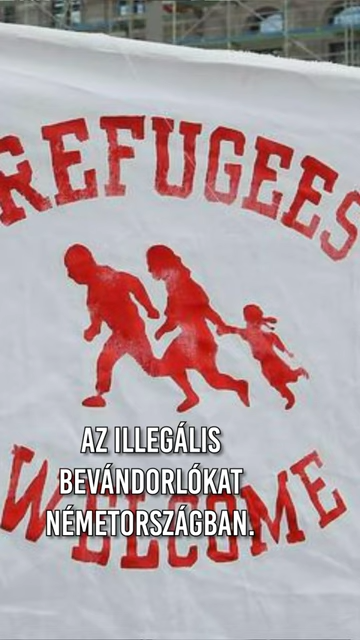 REFUGEES
AZ ILLEGÁLIS
BEVÁNDORLÓKAT
NÉMETORSZÁGBAN.
WELCOME